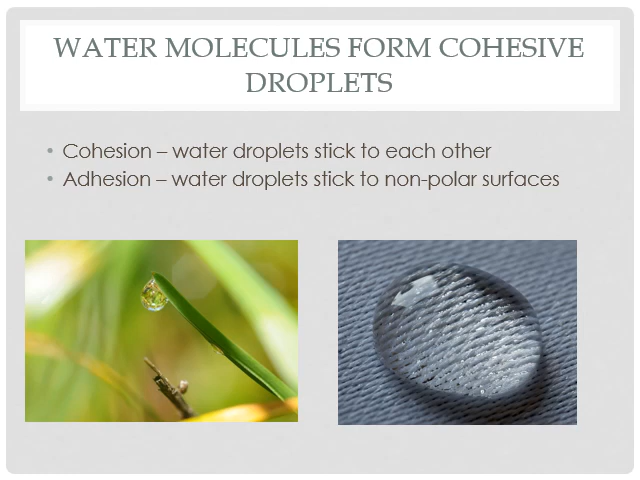 WATER MOLECULES FORM COHESIVE
DROPLETS
• Cohesion – water droplets stick to each other
• Adhesion – water droplets stick to non-polar surfaces